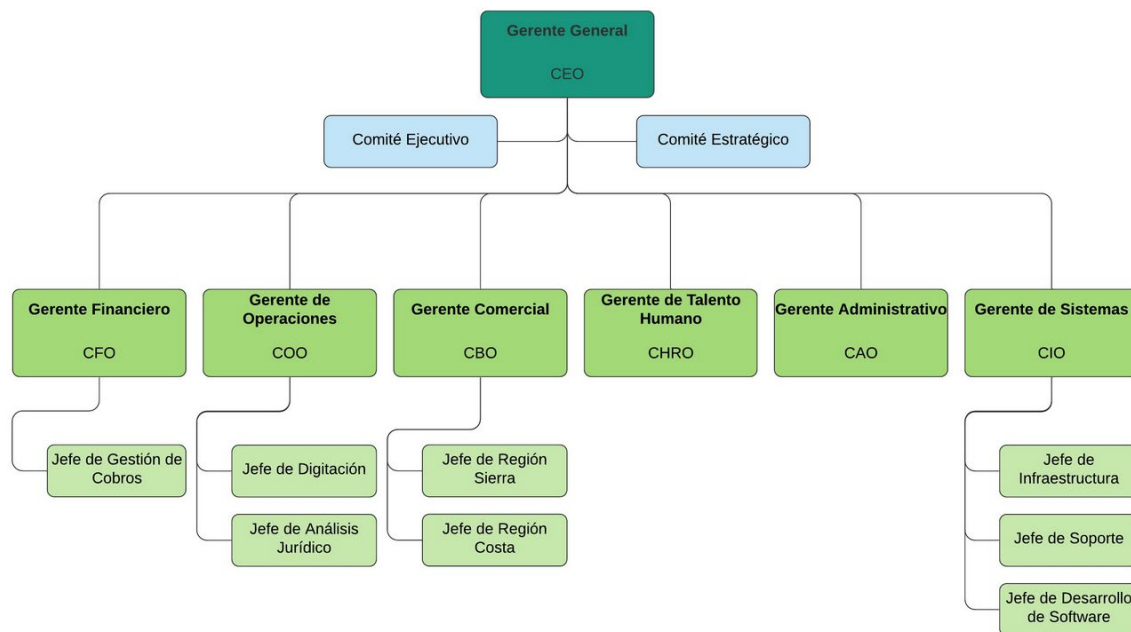 Gerente General
CEO
Comité Ejecutivo
Comité Estratégico
Gerente Financiero
CFO
Gerente de
Operaciones
COO
Gerente Comercial
CBO
Gerente de Talento
Humano
CHRO
Gerente Administrativo
CAO
Gerente de Sistemas
CIO
Jefe de Gestión de
Cobros
Jefe de Digitación
Jefe de Análisis
Jurídico
Jefe de Región
Sierra
Jefe de Región
Costa
Jefe de
Infraestructura
Jefe de Soporte
Jefe de Desarrollo
de Software